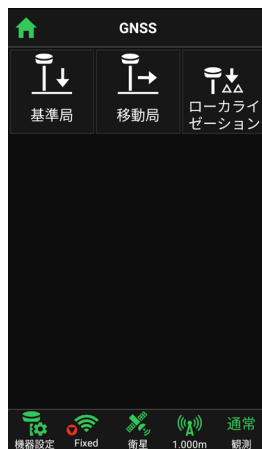 GNSS
基準局
移動局
ローカライ
ゼーション
通常
機器設定
Fixed
衛星
1.000m
観測